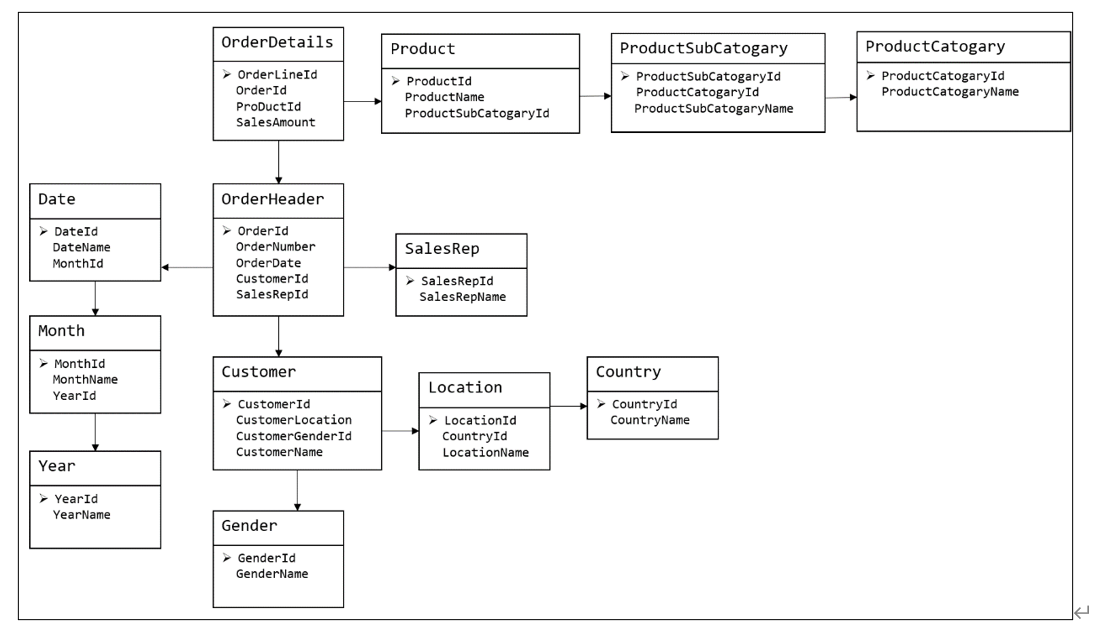 OrderDetails
OrderLineId
OrderId
ProDuctId
SalesAmount
Product
ProductId
ProductName
ProductSubCatogaryId
ProductSubCatogary
ProductSubCatogaryId
ProductCatogaryId
ProductSubCatogaryName
ProductCatogary
ProductCatogaryId
ProductCatogaryName
Date
DateId
DateName
MonthId
OrderHeader
OrderId
OrderNumber
OrderDate
CustomerId
SalesRepId
SalesRep
SalesRepId
SalesRepName
Month
MonthId
MonthName
YearId
Customer
CustomerId
CustomerLocation
CustomerGenderId
CustomerName
Location
LocationId
CountryId
LocationName
Country
CountryId
CountryName
Year
YearId
YearName
Gender
GenderId
GenderName